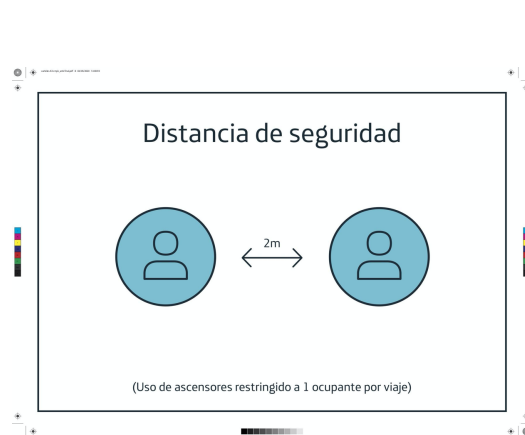 Distancia de seguridad
2m
(Uso de ascensores restringido a 1 ocupante por viaje)